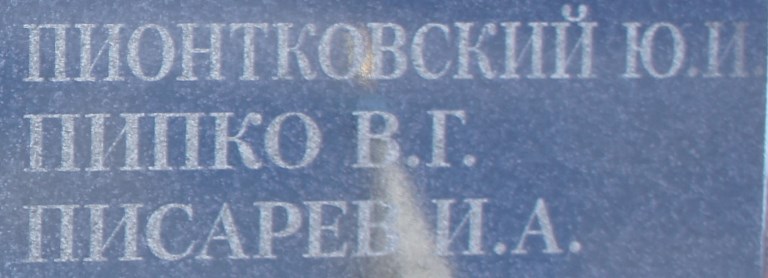 ПИОНТКОВСКИЙ Ю.И.
ПИПКО В.Г.
ПИСАРЕВ И.А.